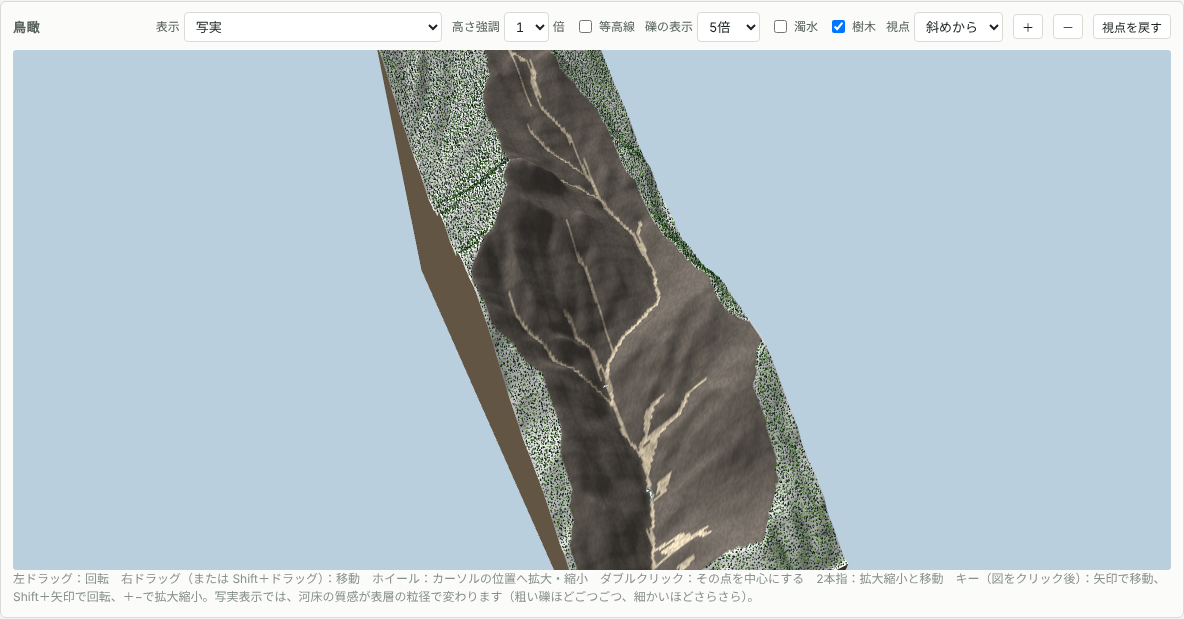 鳥瞰 表示 写実 高さ強調 1 倍 等高線 礫の表示 5倍 濁水 樹木 視点 斜めから ＋ − 視点を戻す
左ドラッグ：回転　右ドラッグ（または Shift＋ドラッグ）：移動　ホイール：カーソルの位置へ拡大・縮小　ダブルクリック：その点を中心にする　2本指：拡大縮小と移動　キー（図をクリック後）：矢印で移動、
Shift＋矢印で回転、＋−で拡大縮小。写実表示では、河床の質感が表層の粒径で変わります（粗い礫ほどごつごつ、細かいほどさらさら）。